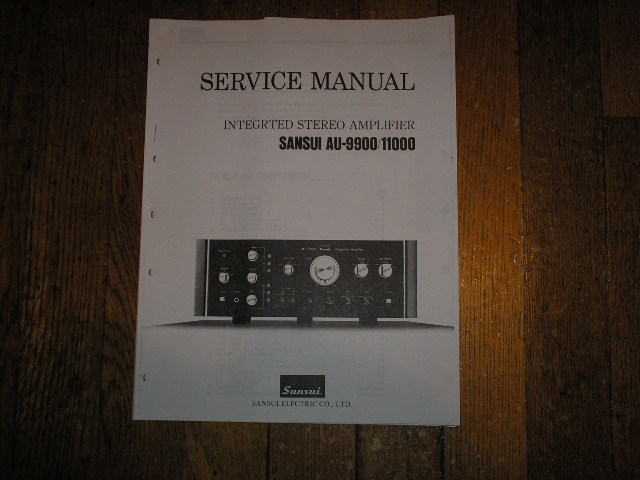 SERVICE MANUAL
INTEGRTED STEREO AMPLIFIER
SANSUI AU-9900/11000
Sansui
SANSUI ELECTRIC CO., LTD.